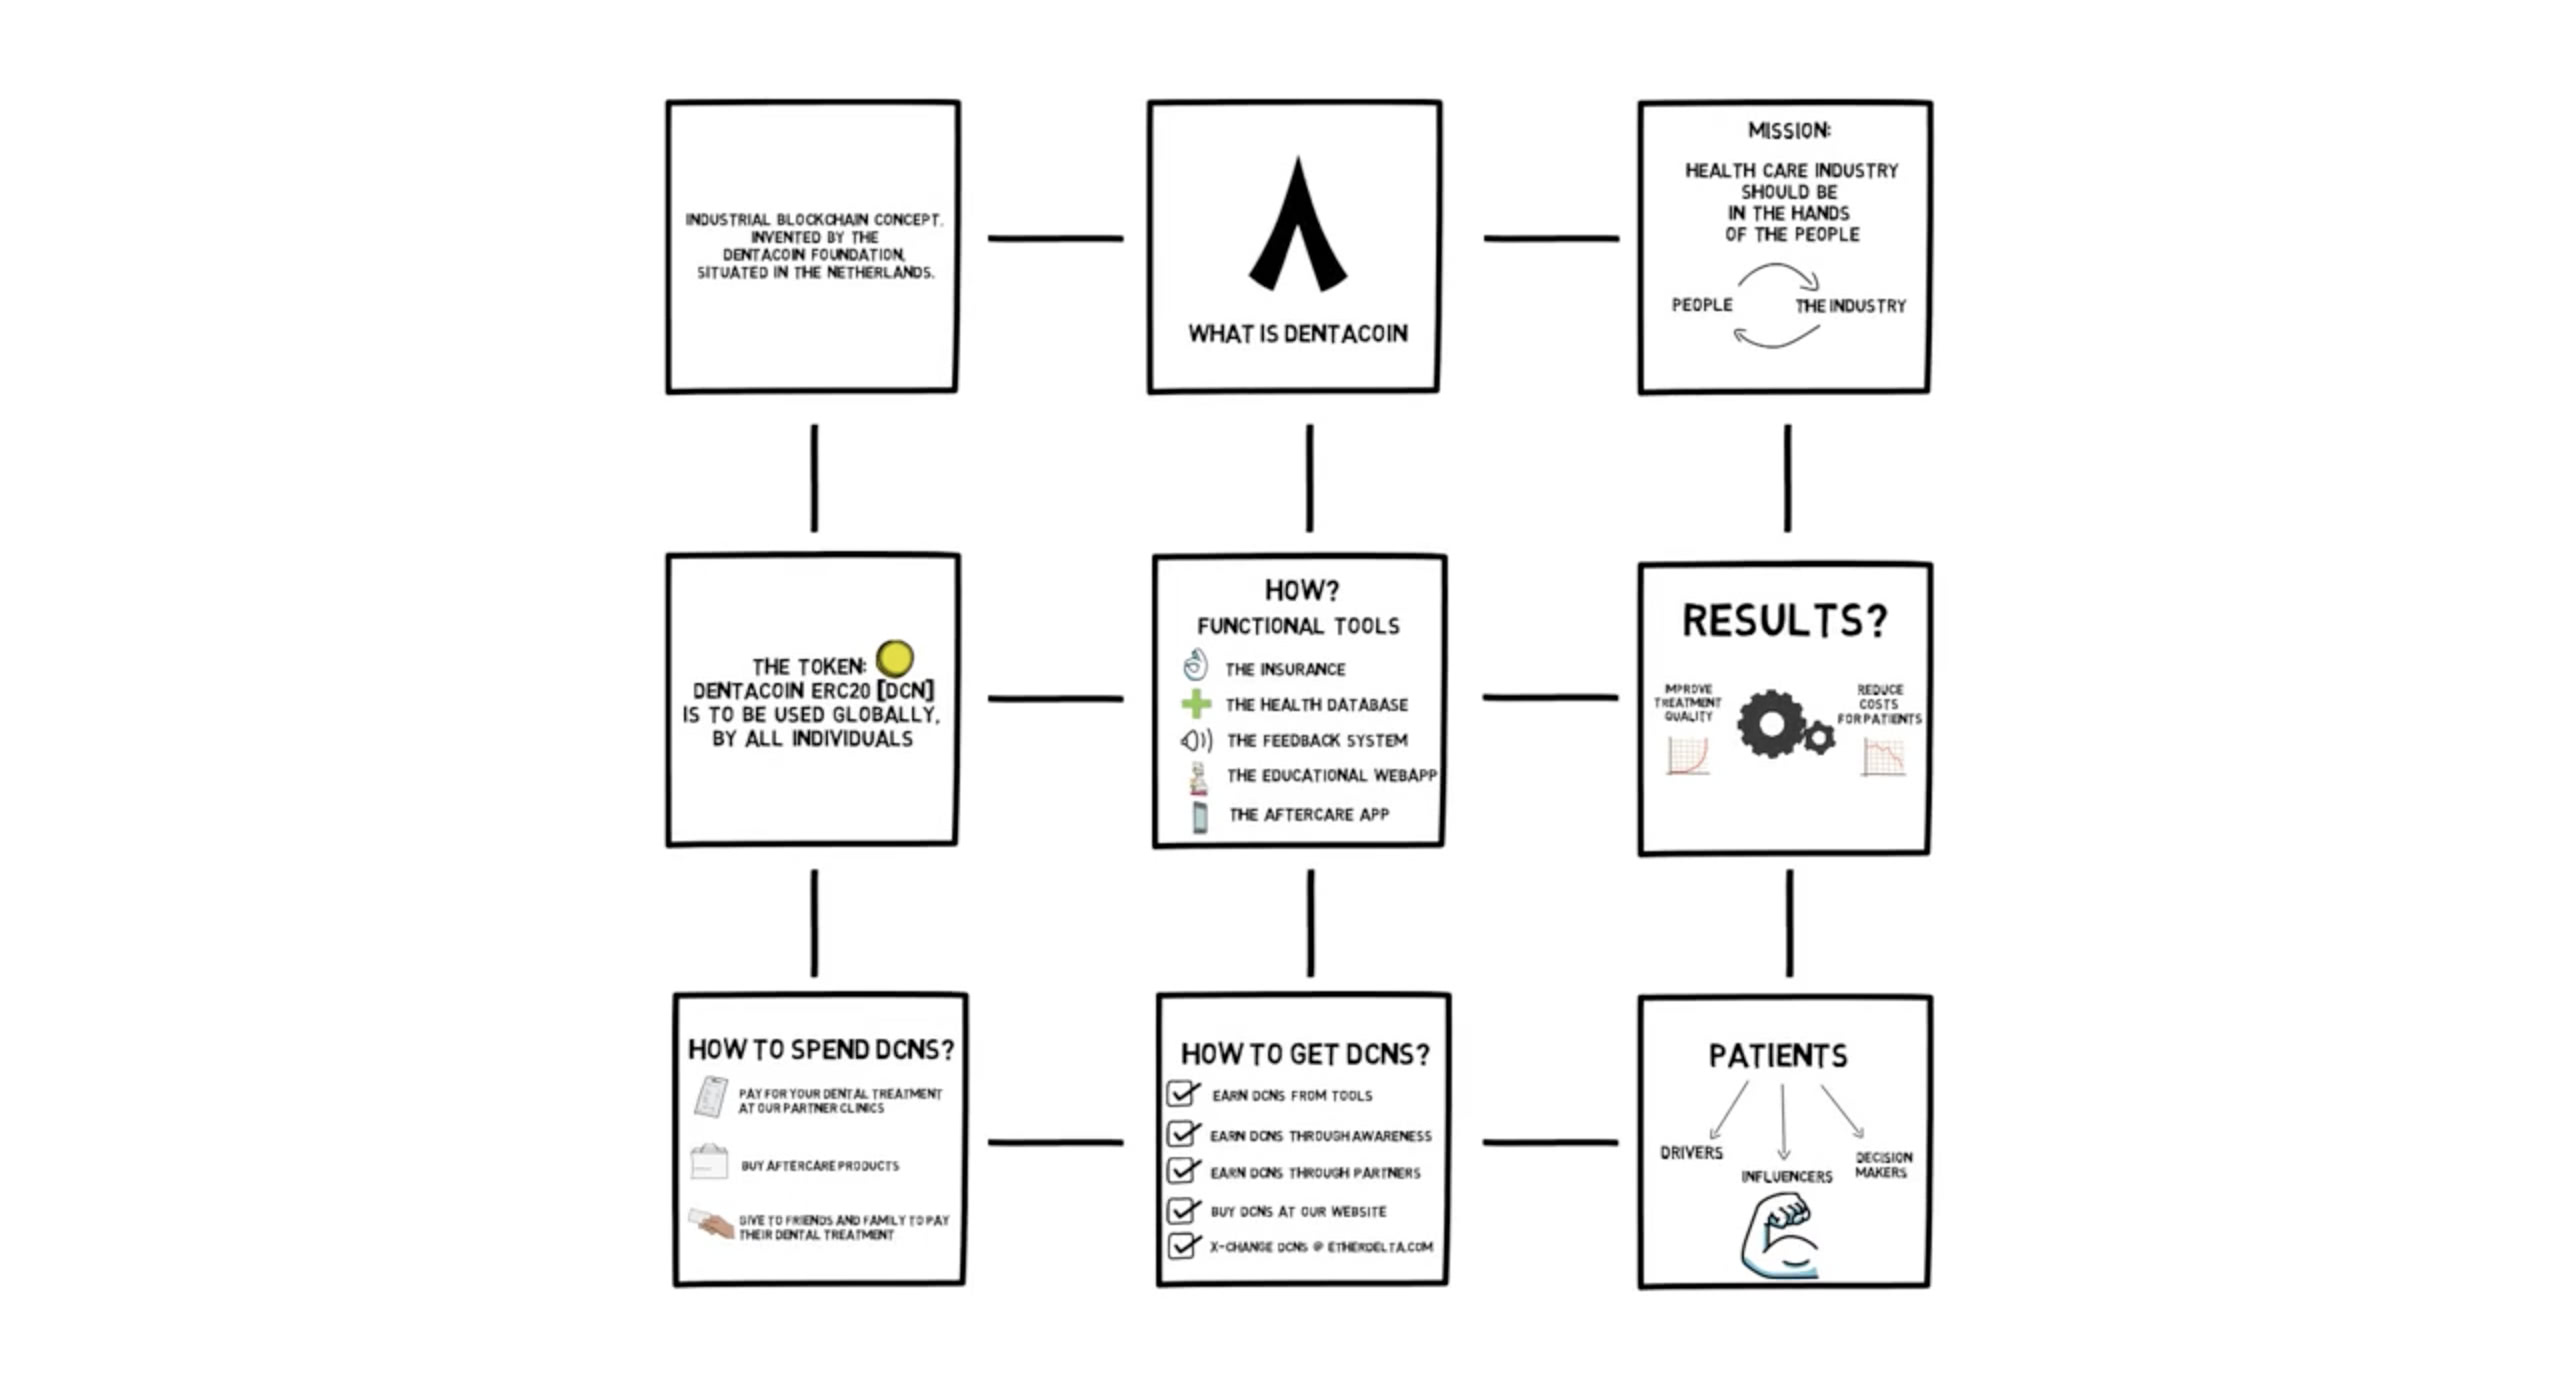 INDUSTRIAL BLOCKCHAIN CONCEPT.
INVENTED BY THE
DENTACOIN FOUNDATION,
SITUATED IN THE NETHERLANDS.
WHAT IS DENTACOIN
MISSION:
HEALTH CARE INDUSTRY
SHOULD BE
IN THE HANDS
OF THE PEOPLE
PEOPLE
THE INDUSTRY
THE TOKEN:
DENTACOIN ERC20 [DCN]
IS TO BE USED GLOBALLY,
BY ALL INDIVIDUALS
HOW?
FUNCTIONAL TOOLS
THE INSURANCE
THE HEALTH DATABASE
THE FEEDBACK SYSTEM
THE EDUCATIONAL WEBAPP
THE AFTERCARE APP
RESULTS?
IMPROVE
TREATMENT
QUALITY
REDUCE
COSTS
FOR PATIENTS
HOW TO SPEND DCNS?
PAY FOR YOUR DENTAL TREATMENT
AT OUR PARTNER CLINICS
BUY AFTERCARE PRODUCTS
GIVE TO FRIENDS AND FAMILY TO PAY
THEIR DENTAL TREATMENT
HOW TO GET DCNS?
EARN DCNS FROM TOOLS
EARN DCNS THROUGH AWARENESS
EARN DCNS THROUGH PARTNERS
BUY DCNS AT OUR WEBSITE
X-CHANGE DCNS @ ETHERDELTA.COM
PATIENTS
DRIVERS
INFLUENCERS
DECISION
MAKERS